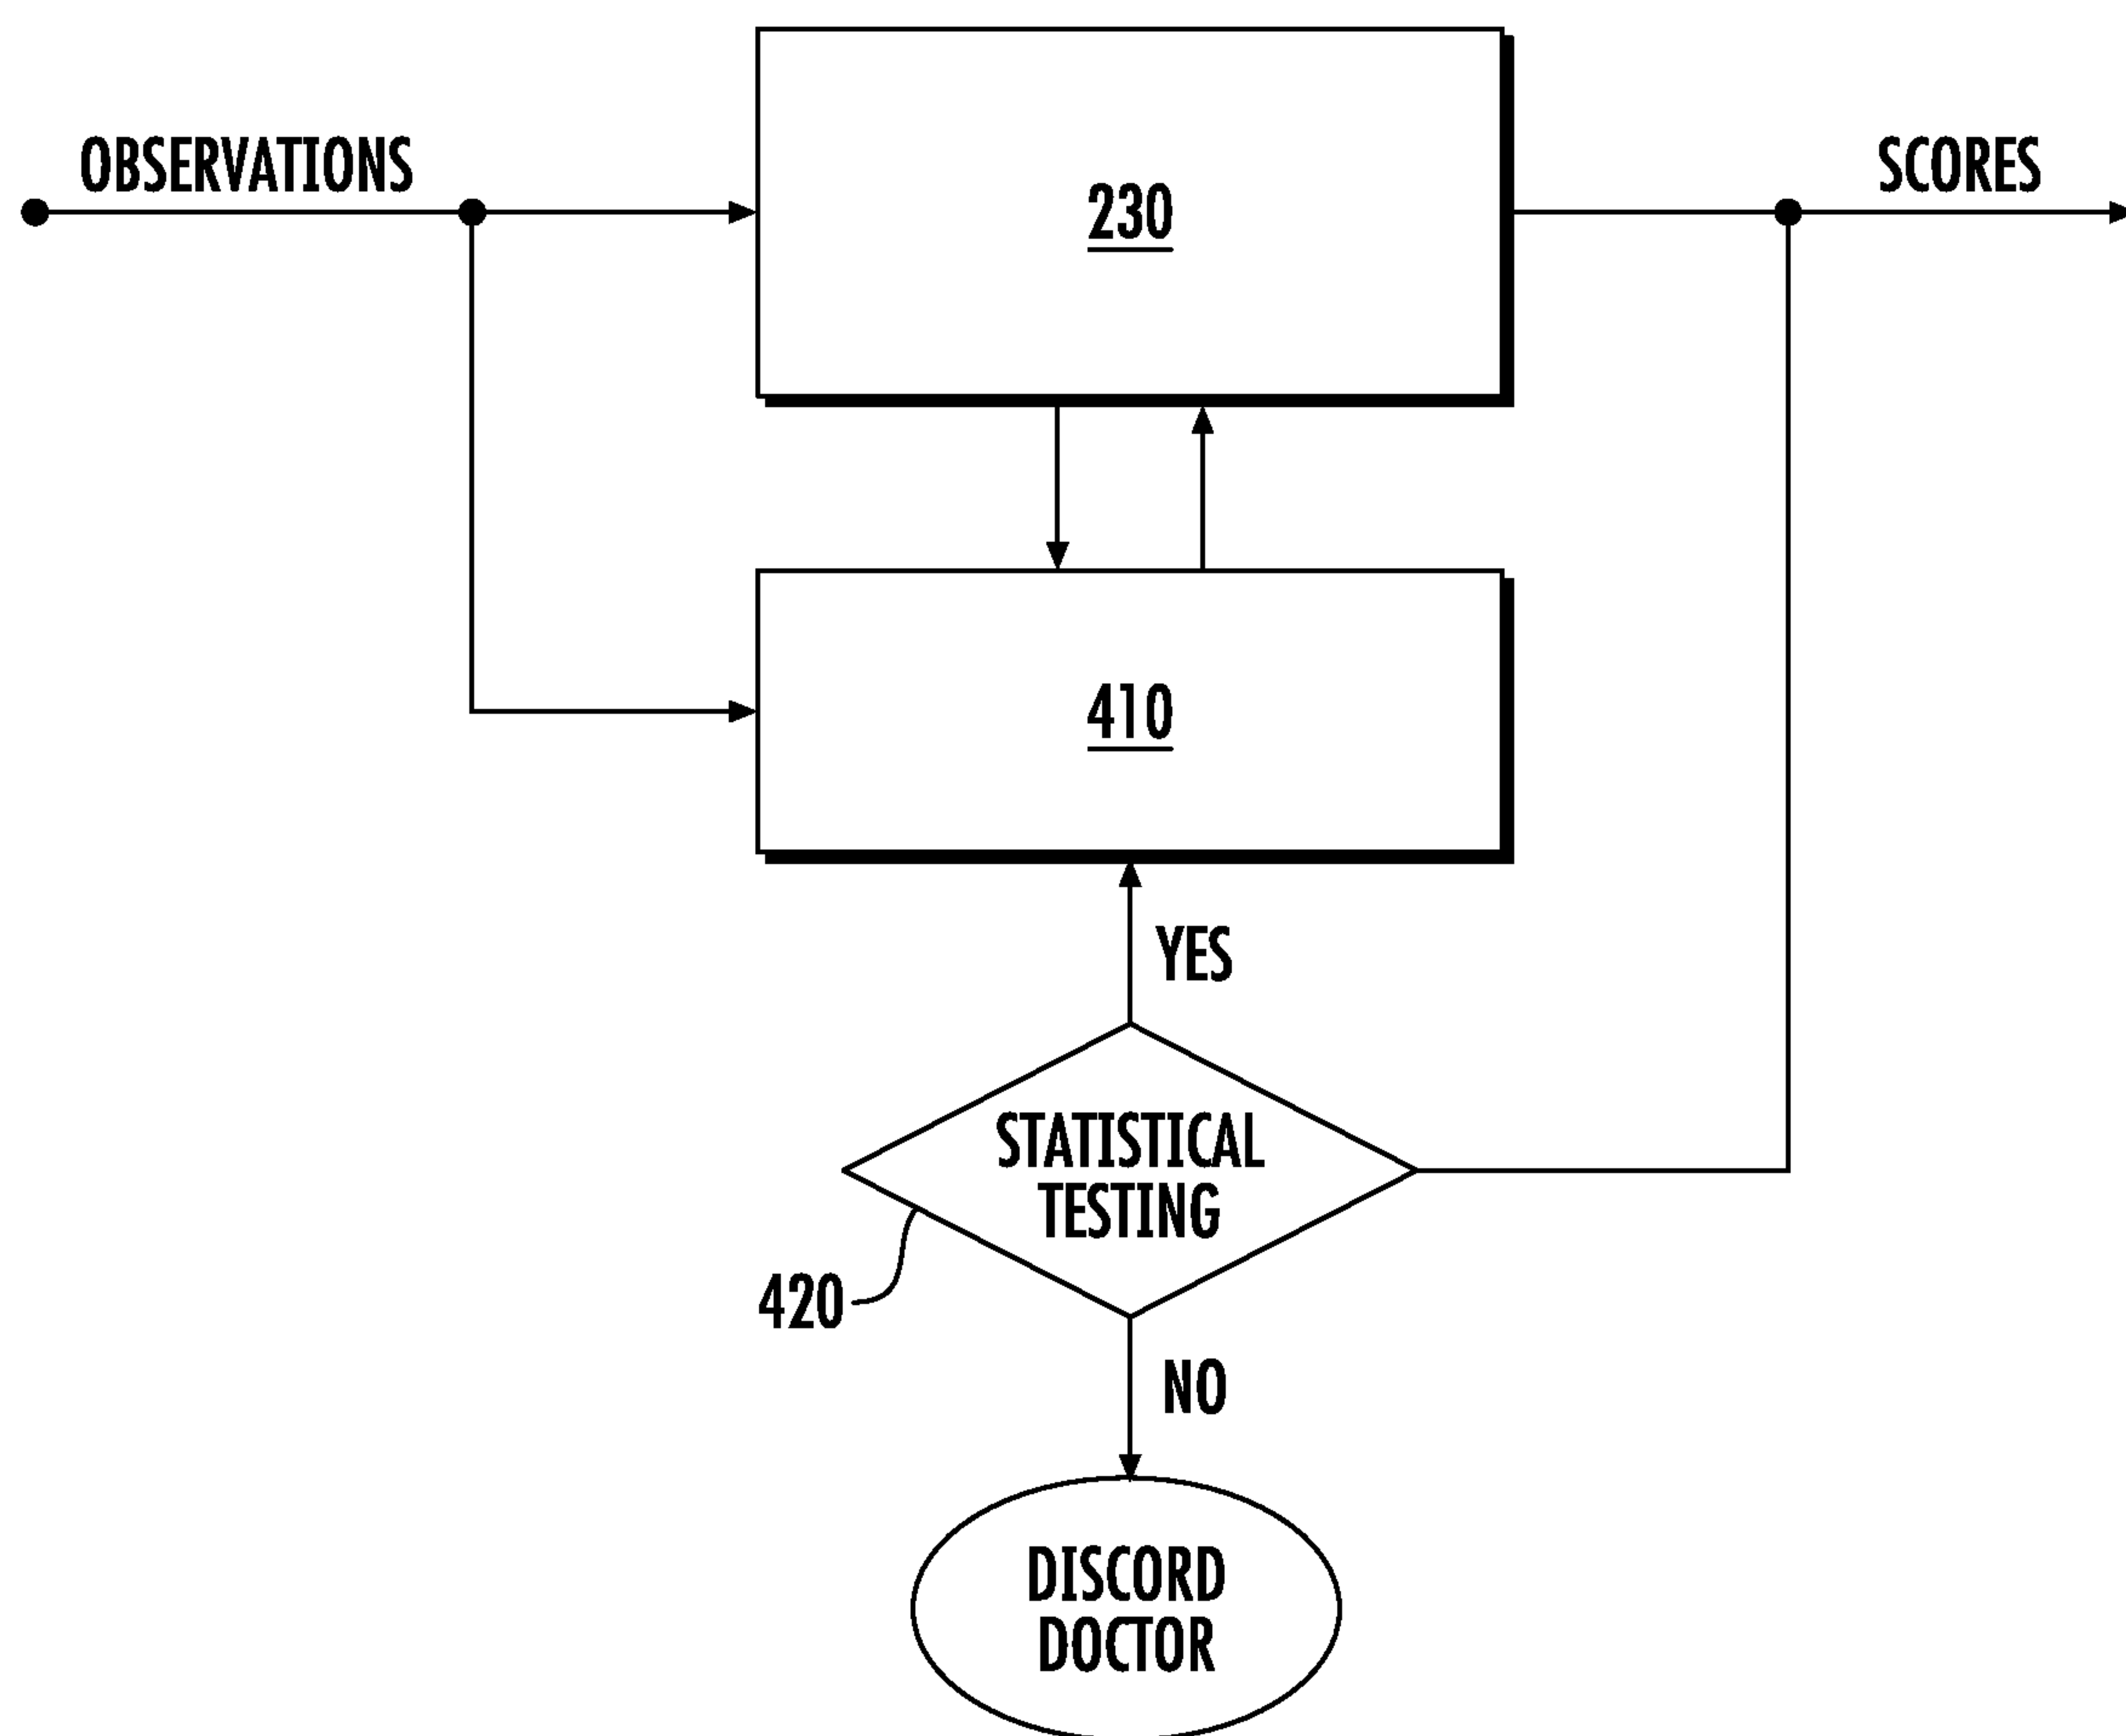 OBSERVATIONS
SCORES
230
410
YES
STATISTICAL
TESTING
420
NO
DISCORD
DOCTOR